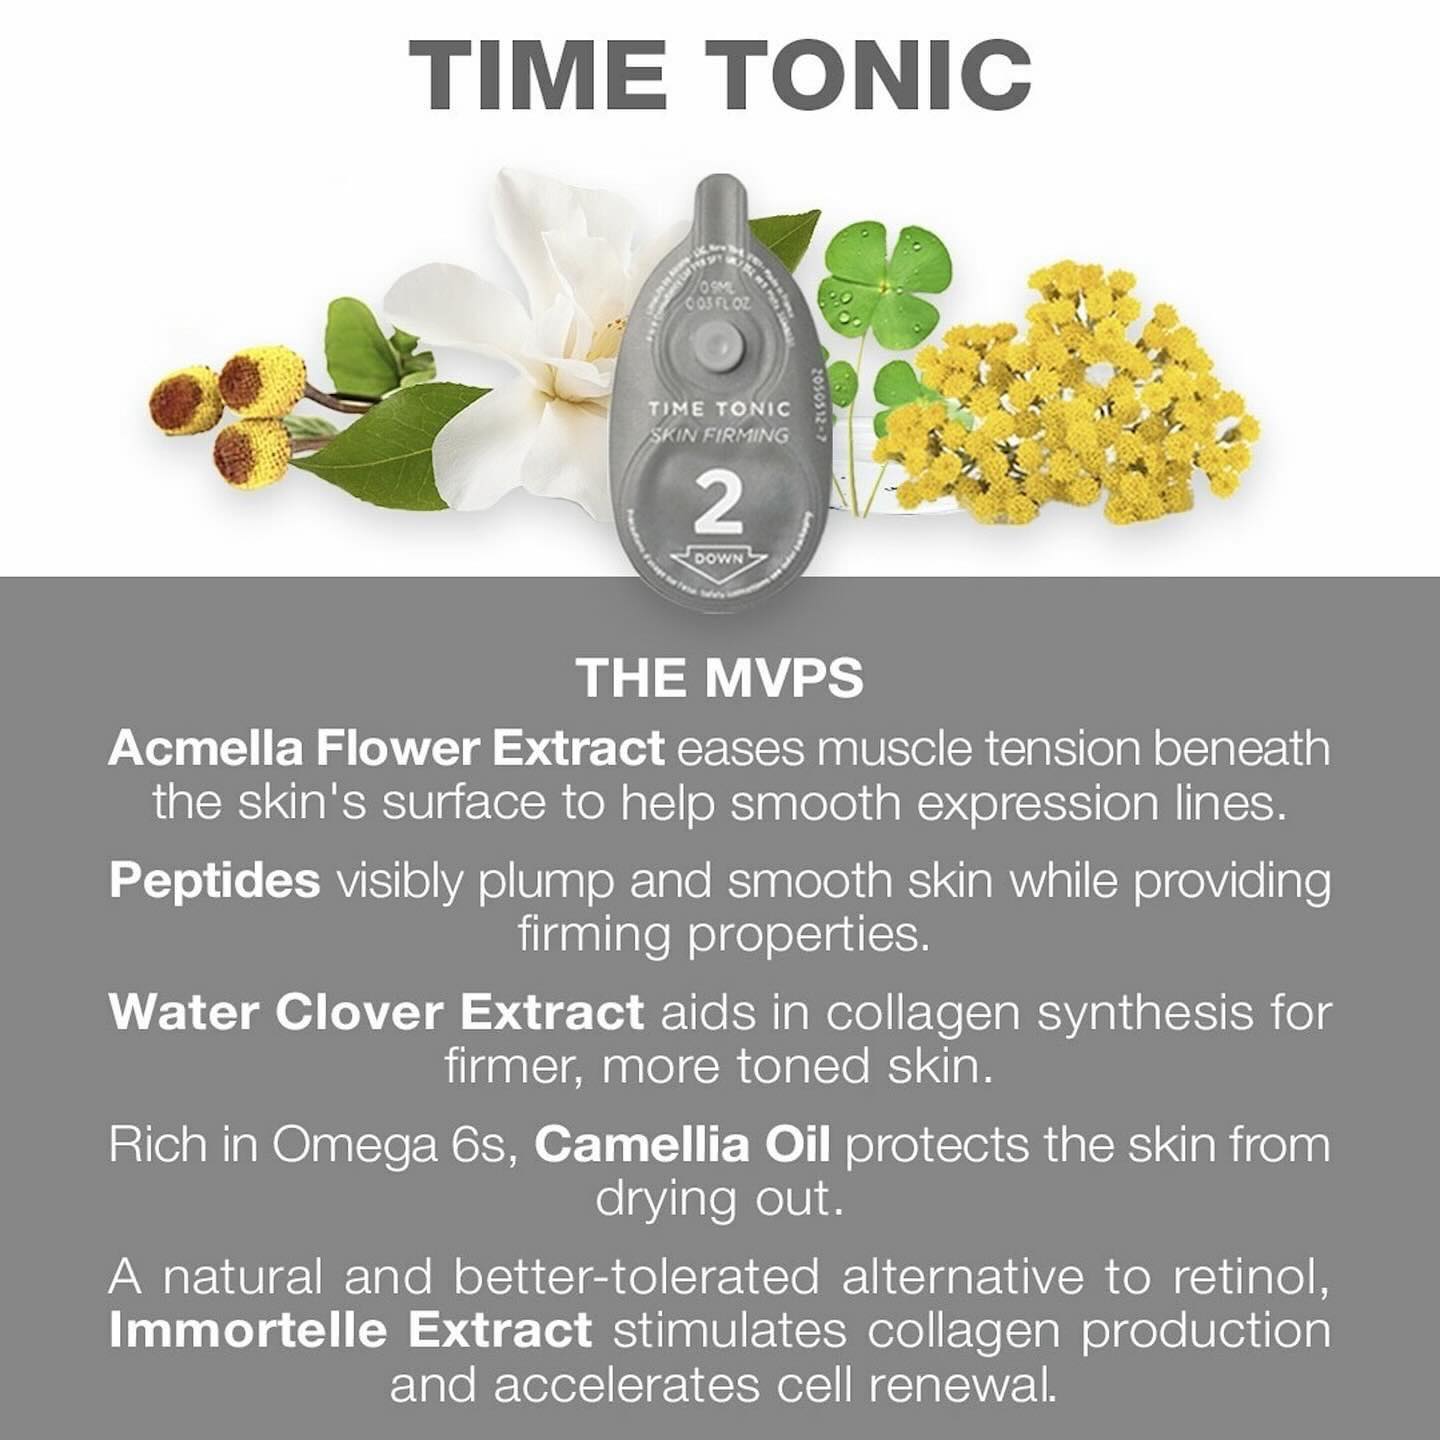 TIME TONIC
0.9ML
0.03 FL OZ
TIME TONIC
SKIN FIRMING
2
DOWN
THE MVPS
Acmella Flower Extract eases muscle tension beneath
the skin's surface to help smooth expression lines.
Peptides visibly plump and smooth skin while providing
firming properties.
Water Clover Extract aids in collagen synthesis for
firmer, more toned skin.
Rich in Omega 6s, Camellia Oil protects the skin from
drying out.
A natural and better-tolerated alternative to retinol,
Immortelle Extract stimulates collagen production
and accelerates cell renewal.